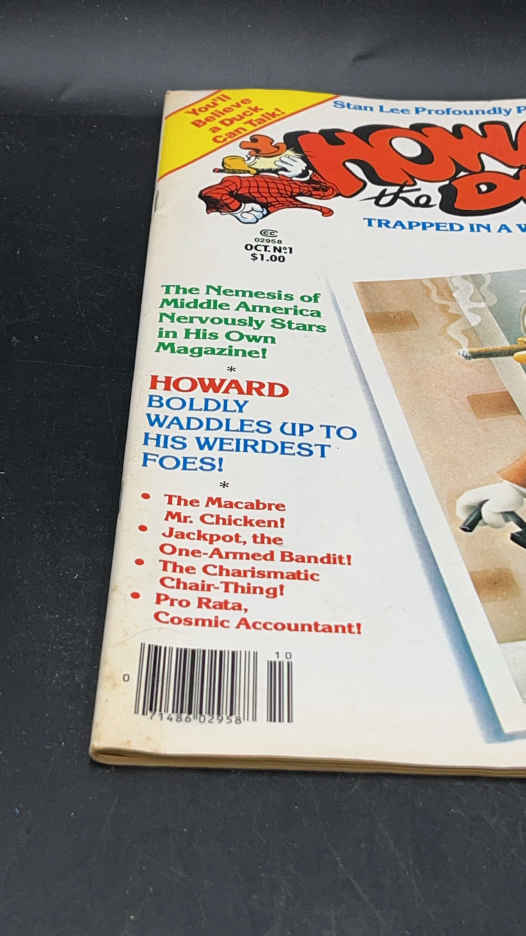 You'll
Believe
a Duck
Can Talk!
Stan Lee Profoundly
HOW
the D
TRAPPED IN A
CC
02958
OCT. Nº1
$1.00
The Nemesis of
Middle America
Nervously Stars
in His Own
Magazine!
*
HOWARD
BOLDLY
WADDLES UP TO
HIS WEIRDEST
FOES!
*
• The Macabre
Mr. Chicken!
• Jackpot, the
One-Armed Bandit!
• The Charismatic
Chair-Thing!
• Pro Rata,
Cosmic Accountant!
10
0
71486 02958